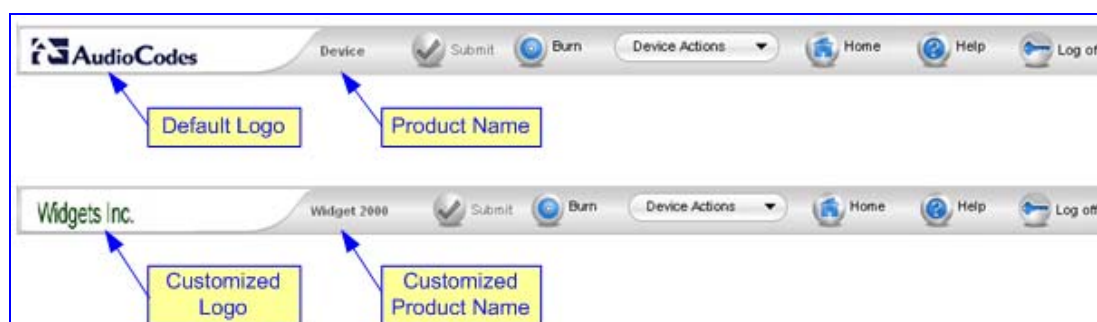 AudioCodes Device Submit Burn Device Actions Home Help Log of
Default Logo Product Name
Widgets Inc. Widget 2000 Submit Burn Device Actions Home Help Log off
Customized Customized
Logo Product Name